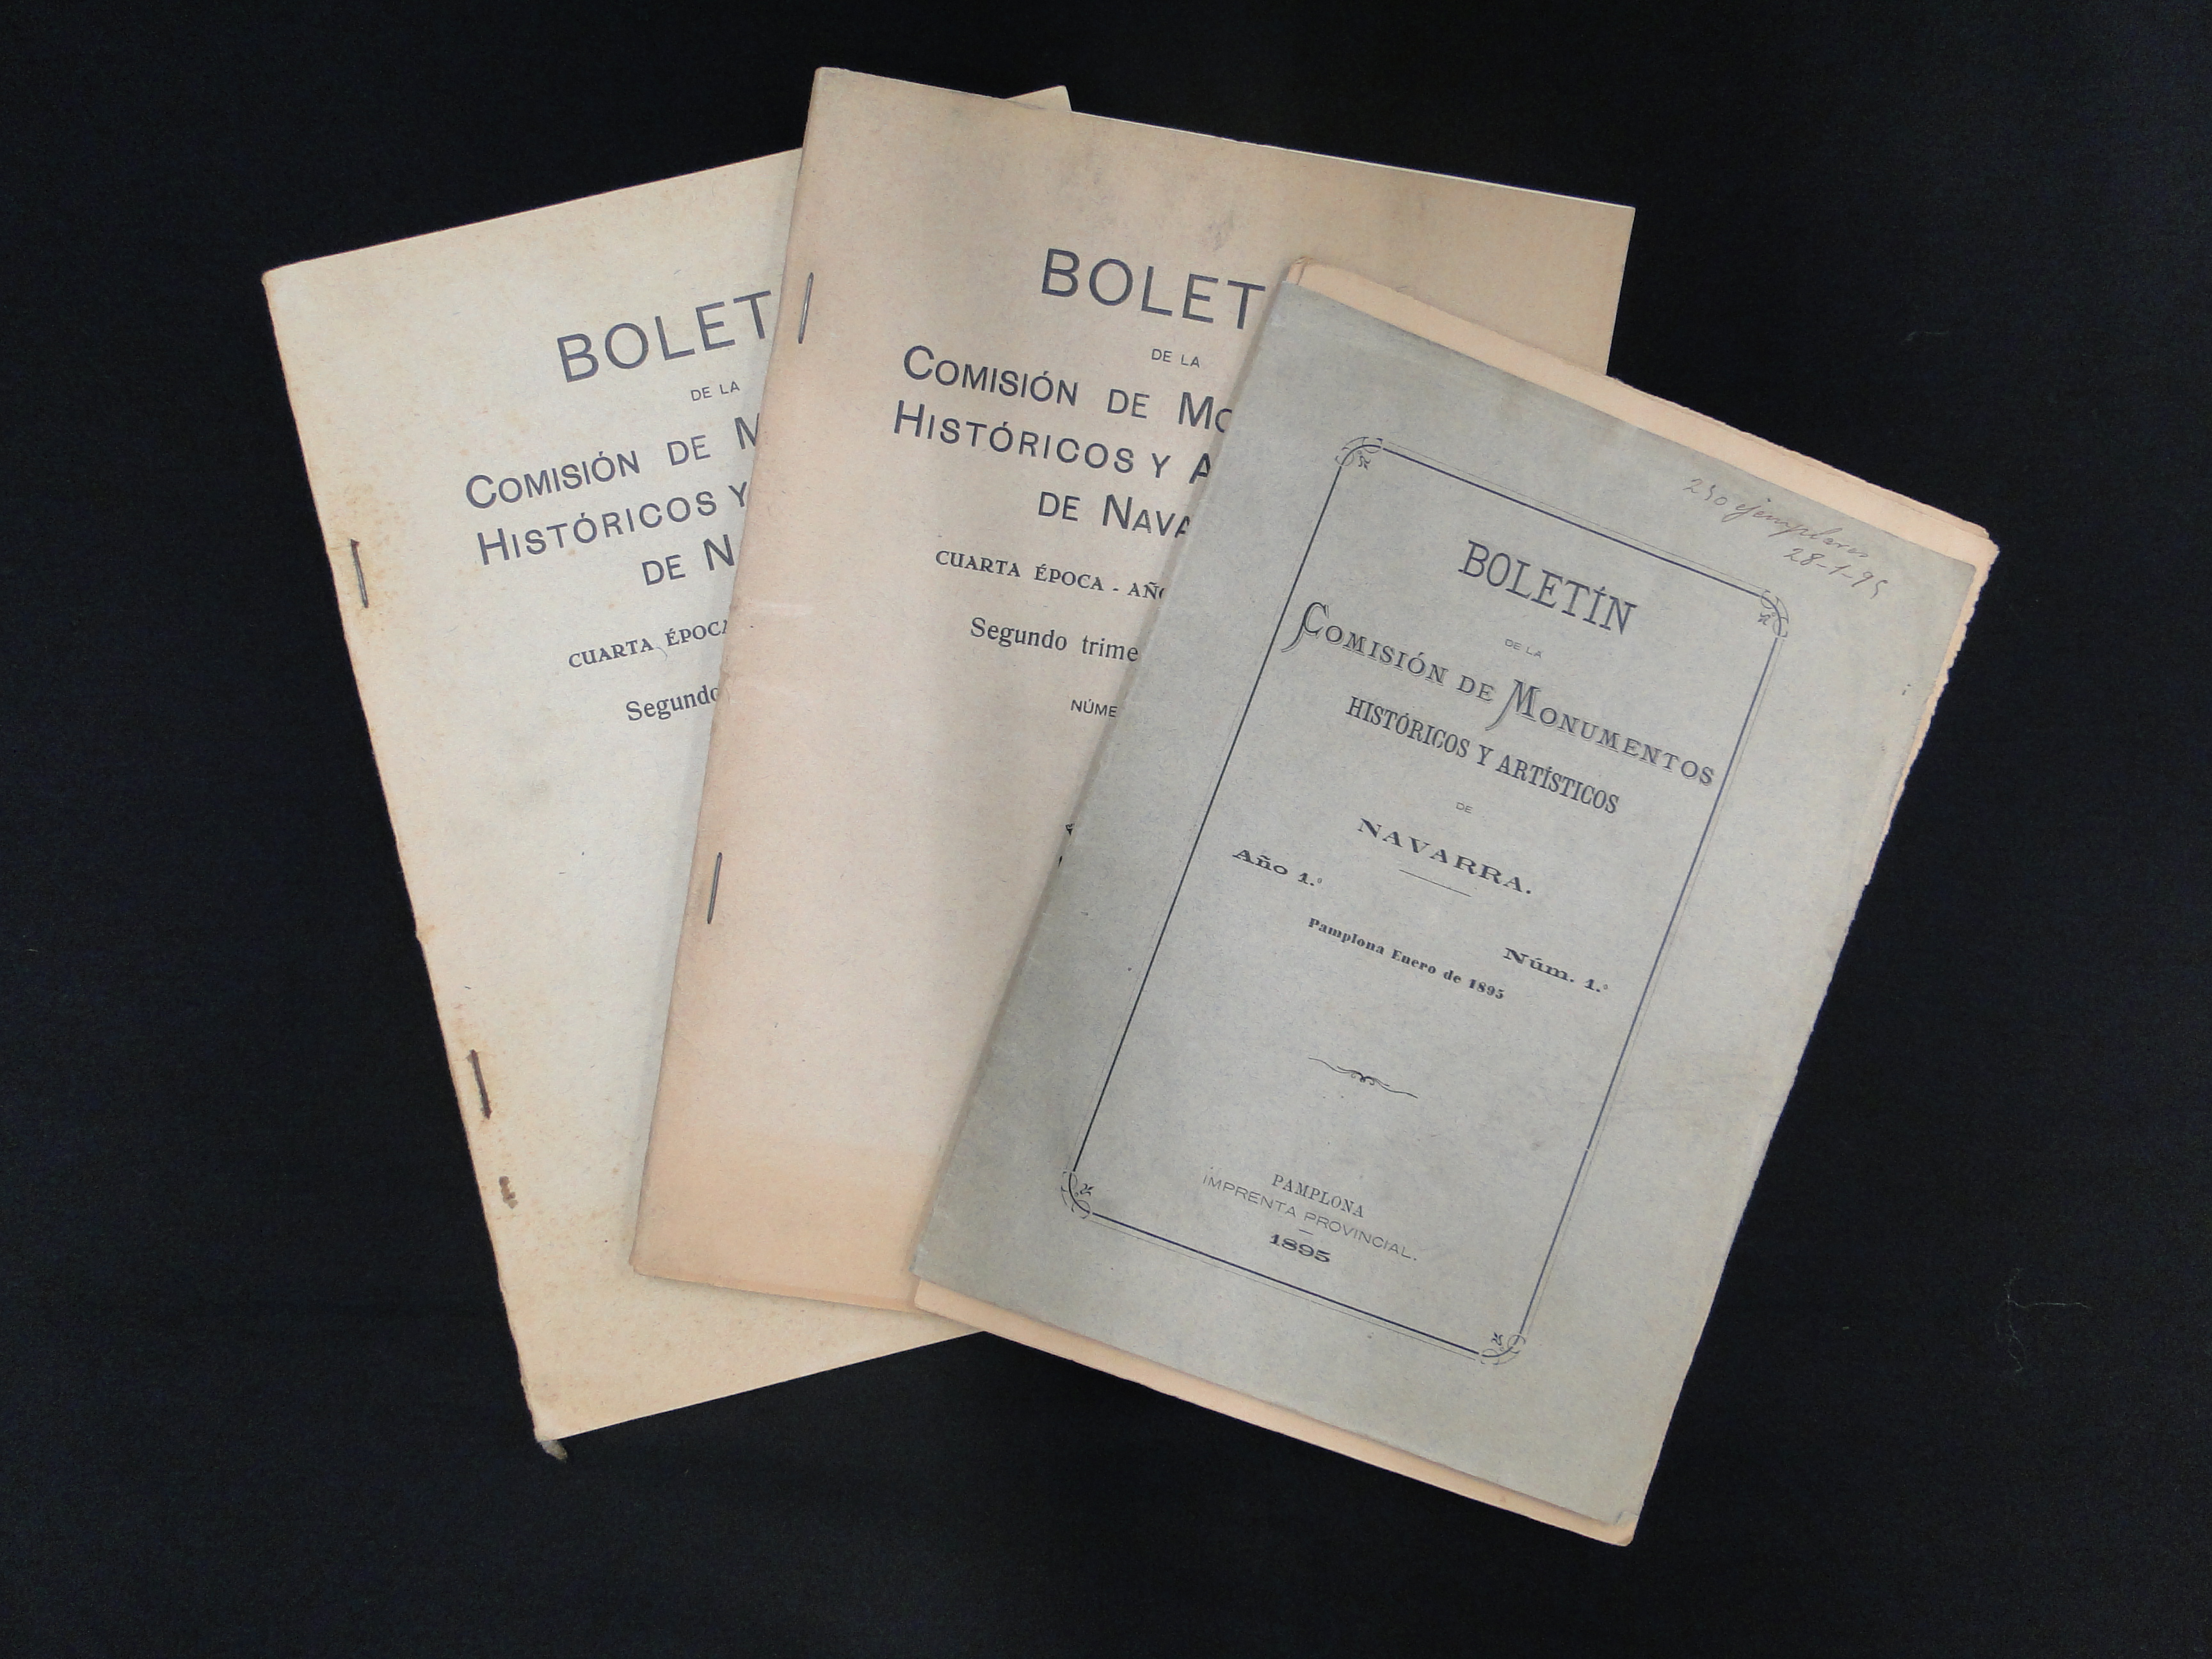 BOLET
DE LA
COMISIÓN DE M
HISTÓRICOS Y
DE N
CUARTA ÉPOCA
Segundo
BOLET
DE LA
COMISIÓN DE MO
HISTÓRICOS Y A
DE NAVA
CUARTA ÉPOCA - AÑO
Segundo trime
NÚME
250 ejemplares
28-1-95
BOLETÍN
DE LA
COMISIÓN DE MONUMENTOS
HISTÓRICOS Y ARTÍSTICOS
DE
NAVARRA.
Año 1.º
Núm. 1.º
Pamplona Enero de 1895
PAMPLONA
IMPRENTA PROVINCIAL.
1895